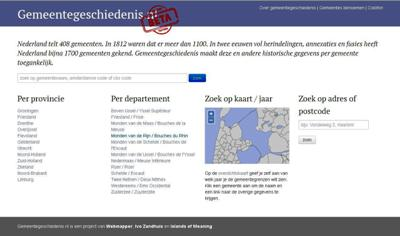 Gemeentegeschiedenis.nl
BETA
Over gemeentegeschiedenis | Gemeentes benoemen | Colofon
Nederland telt 408 gemeenten. In 1812 waren dat er meer dan 1100. In twee eeuwen vol herindelingen, annexaties en fusies heeft
Nederland bijna 1700 gemeenten gekend. Gemeentegeschiedenis maakt deze en andere historische gegevens per gemeente
toegankelijk.
zoek op gemeentenaam, amsterdamse code of cbs code
zoek
Per provincie
Groningen
Friesland
Drenthe
Overijssel
Flevoland
Gelderland
Utrecht
Noord-Holland
Zuid-Holland
Zeeland
Noord-Brabant
Limburg
Per departement
Boven IJssel / Yssel Supérieur
Friesland / Frise
Monden van de Maas / Bouches de la
Meuse
Monden van de Rijn / Bouches du Rhin
Monden van de Schelde / Bouches de
l'Escaut
Monden van de IJssel / Bouches de l'Yssel
Nedermaas / Meuse Inférieure
Roer / Roer
Schelde / Escaut
Twee Nethen / Deux Nèthes
Westereems / Ems Occidental
Zuiderzee / Zuyderzée
Zoek op kaart / jaar
Op de overzichtskaart geef je zelf aan van
welk jaar je de gemeentegrenzen wil zien.
Klik een gemeente aan om de naam en
een link naar de overige gegevens te zien.
Zoek op adres of
postcode
bijv. Vondelweg 2, Haarlem
zoek
Gemeentegeschiedenis.nl is een project van Webmapper, Ivo Zandhuis en Islands of Meaning